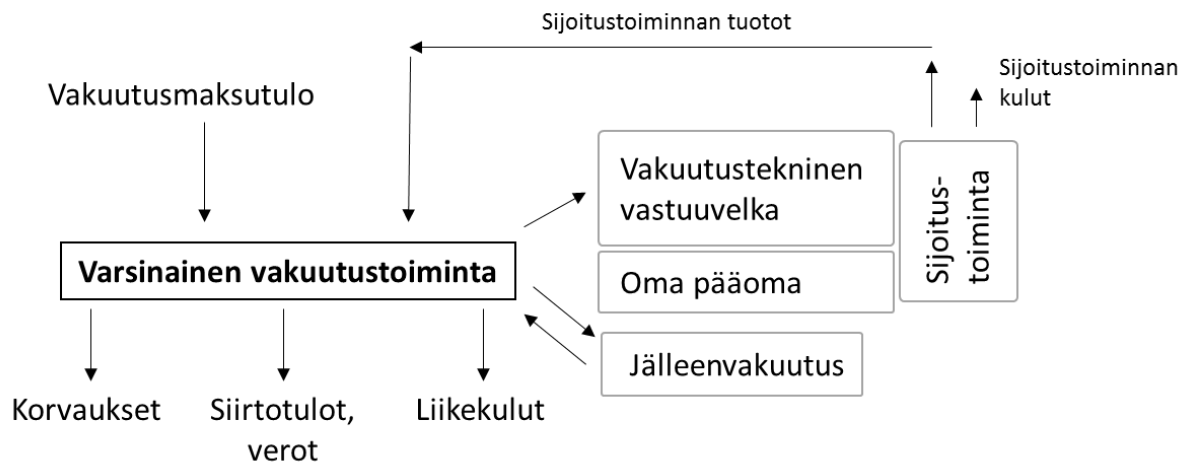 Sijoitustoiminnan tuotot
Sijoitustoiminnan
kulut
Vakuutusmaksutulo
Vakuutustekninen
vastuuvelka
Sijoitus-
toiminta
Varsinainen vakuutustoiminta
Oma pääoma
Jälleenvakuutus
Korvaukset
Siirtotulot,
verot
Liikekulut